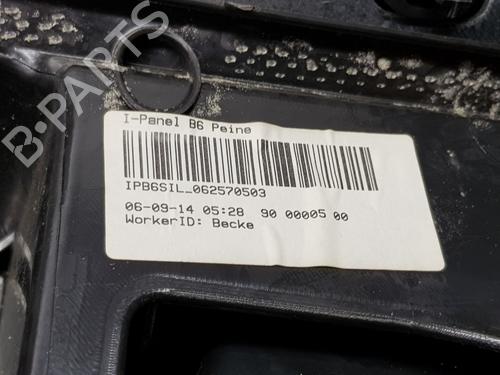 B-PARTS
I-Panel B6 Peine
IPB6SIL_062570503
06-09-14 05:28 90 00005 00
WorkerID: Becke